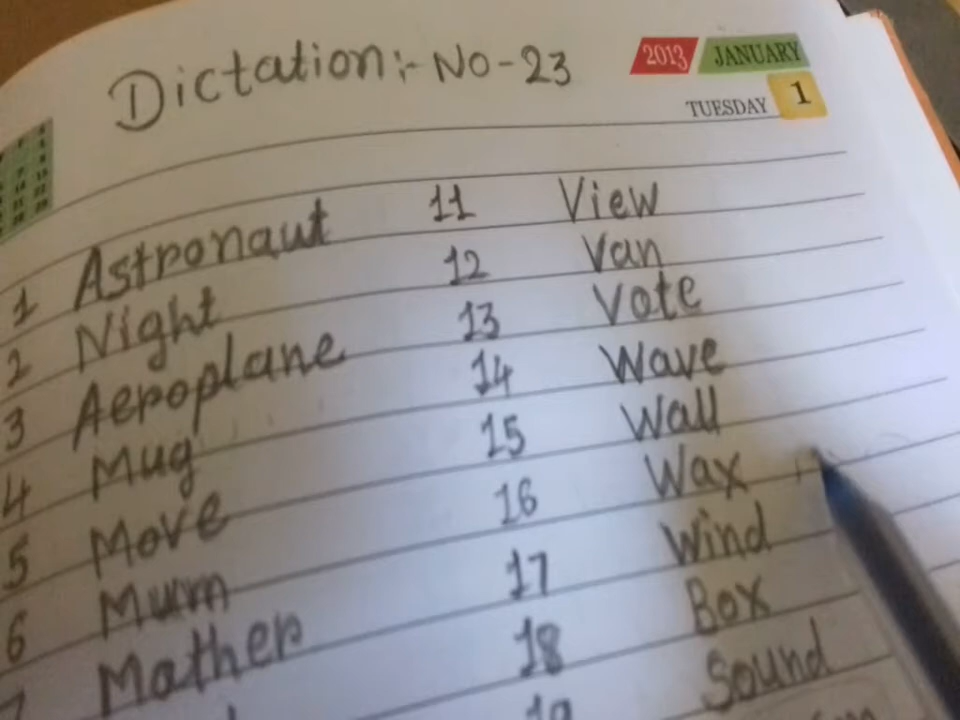 Dictation:- No-23
2013 JANUARY
TUESDAY 1
1 Astronaut 11 View
2 Night 12 Van
3 Aeroplane 13 Vote
4 Mug 14 Wave
5 Move 15 Wall
6 Mum 16 Wax
7 Mather 17 Wind
18 Box
19 Sound